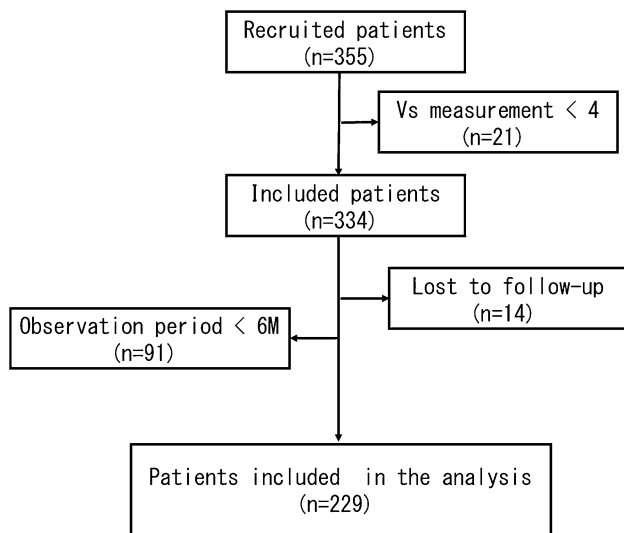 Recruited patients
(n=355)
Vs measurement < 4
(n=21)
Included patients
(n=334)
Lost to follow-up
(n=14)
Observation period < 6M
(n=91)
Patients included in the analysis
(n=229)